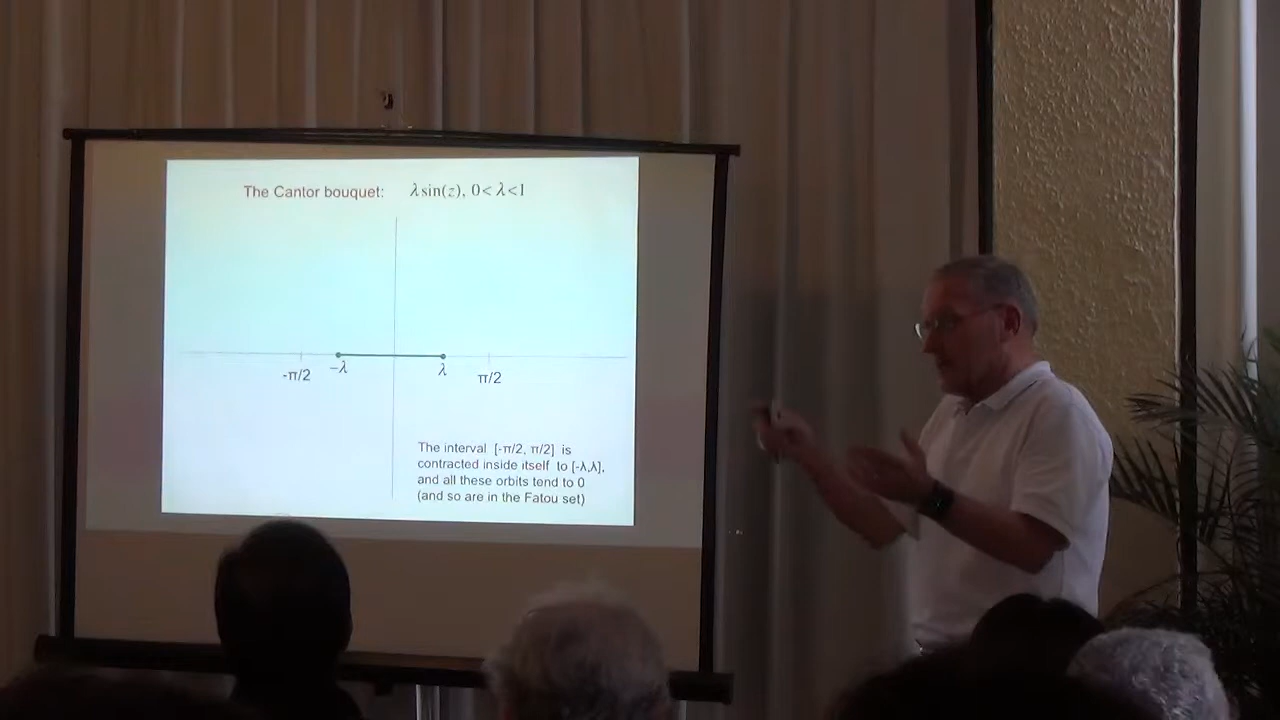 The Cantor bouquet: λ sin(z), 0< λ<1
-π/2 -λ λ π/2
The interval [-π/2, π/2] is
contracted inside itself to [-λ,λ],
and all these orbits tend to 0
(and so are in the Fatou set)